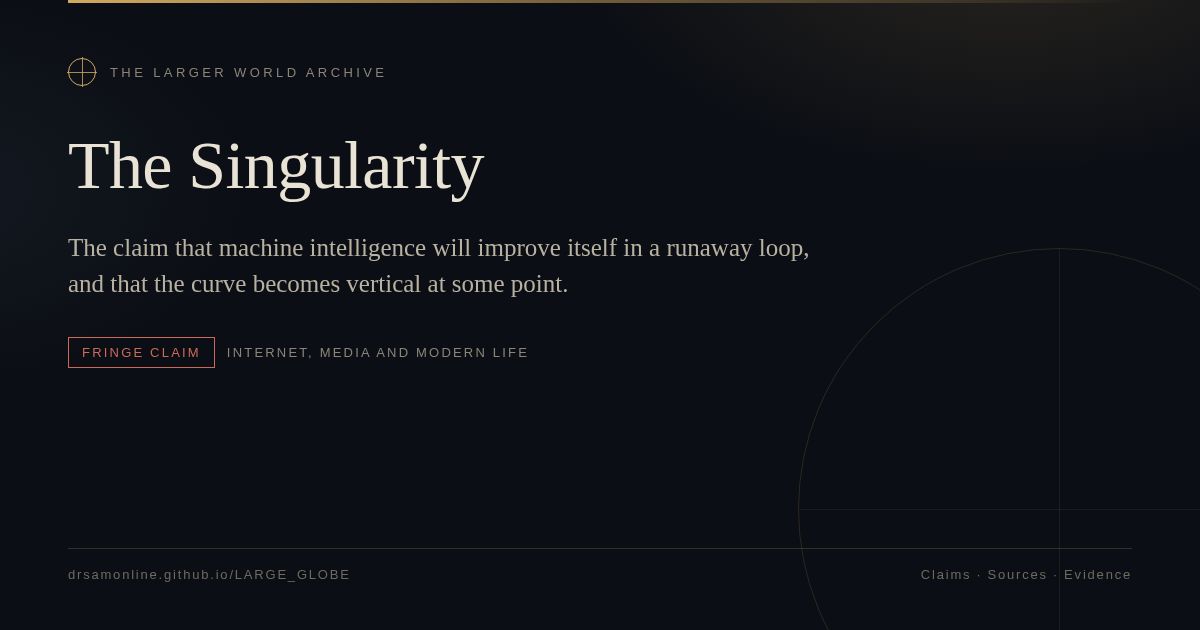 THE LARGER WORLD ARCHIVE
The Singularity
The claim that machine intelligence will improve itself in a runaway loop,
and that the curve becomes vertical at some point.
FRINGE CLAIM INTERNET, MEDIA AND MODERN LIFE
drsamonline.github.io/LARGE_GLOBE Claims · Sources · Evidence